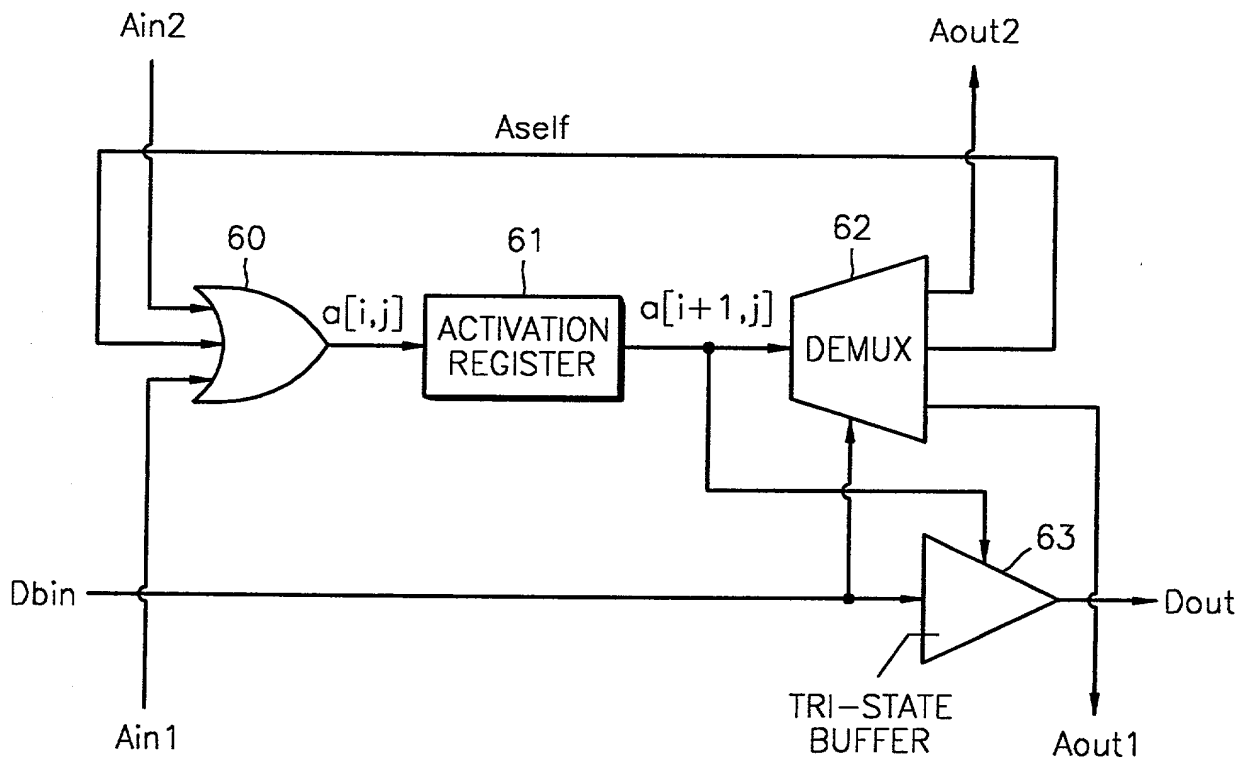 Ain2
Aout2
Aself
60
61
62
a[i,j]
ACTIVATION
REGISTER
a[i+1,j]
DEMUX
63
Dbin
Dout
TRI-STATE
BUFFER
Ain1
Aout1